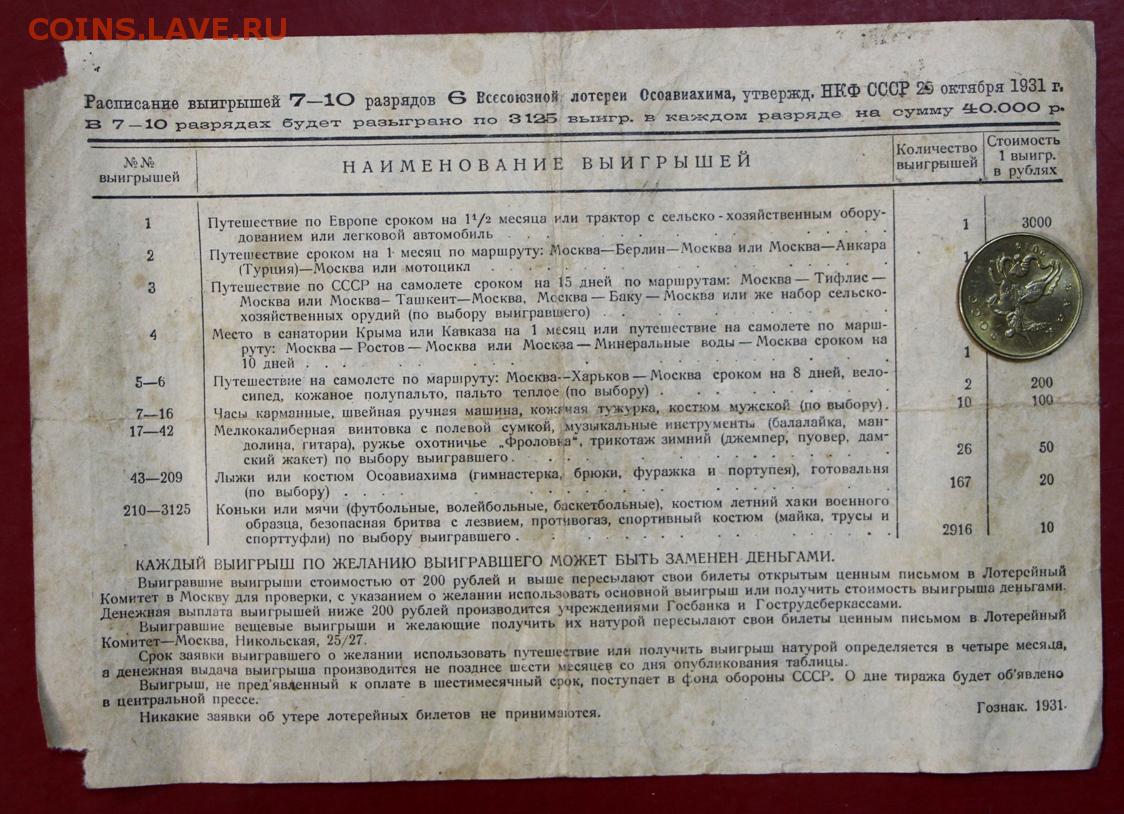 COINS.LAVE.RU
Расписание выигрышей 7—10 разрядов 6 Всесоюзной лотереи Осоавиахима, утвержд. НКФ СССР 25 октября 1931 г.
В 7—10 разрядах будет разыграно по 3125 выигр. в каждом разряде на сумму 40.000 р.
№№ выигрышей НАИМЕНОВАНИЕ ВЫИГРЫШЕЙ Количество выигрышей Стоимость 1 выигр. в рублях
1 Путешествие по Европе сроком на 1½ месяца или трактор с сельско-хозяйственным обору-
дованием или легковой автомобиль 1 3000
2 Путешествие сроком на 1 месяц по маршруту: Москва—Берлин—Москва или Москва—Анкара 1
(Турция)—Москва или мотоцикл
3 Путешествие по СССР на самолете сроком на 15 дней по маршрутам: Москва—Тифлис—
Москва или Москва—Ташкент—Москва, Москва—Баку—Москва или же набор сельско-
хозяйственных орудий (по выбору выигравшего)
4 Место в санатории Крыма или Кавказа на 1 месяц или путешествие на самолете по марш-
руту: Москва—Ростов—Москва или Москва—Минеральные воды—Москва сроком на
10 дней 1
5—6 Путешествие на самолете по маршруту: Москва—Харьков—Москва сроком на 8 дней, вело-
сипед, кожаное полупальто, пальто теплое (по выбору) 2 200
7—16 Часы карманные, швейная ручная машина, кожаная тужурка, костюм мужской (по выбору). 10 100
17—42 Мелкокалиберная винтовка с полевой сумкой, музыкальные инструменты (балалайка, ман-
долина, гитара), ружье охотничье „Фроловка“, трикотаж зимний (джемпер, пуовер, дам-
ский жакет) по выбору выигравшего 26 50
43—209 Лыжи или костюм Осоавиахима (гимнастерка, брюки, фуражка и портупея), готовальня
(по выбору) 167 20
210—3125 Коньки или мячи (футбольные, волейбольные, баскетбольные), костюм летний хаки военного
образца, безопасная бритва с лезвием, противогаз, спортивный костюм (майка, трусы и
спорттуфли) по выбору выигравшего 2916 10
КАЖДЫЙ ВЫИГРЫШ ПО ЖЕЛАНИЮ ВЫИГРАВШЕГО МОЖЕТ БЫТЬ ЗАМЕНЕН ДЕНЬГАМИ.
Выигравшие выигрыши стоимостью от 200 рублей и выше пересылают свои билеты открытым ценным письмом в Лотерейный
Комитет в Москву для проверки, с указанием о желании использовать основной выигрыш или получить стоимость выигрыша деньгами.
Денежная выплата выигрышей ниже 200 рублей производится учреждениями Госбанка и Гострудсберкассами.
Выигравшие вещевые выигрыши и желающие получить их натурой пересылают свои билеты ценным письмом в Лотерейный
Комитет—Москва, Никольская, 25/27.
Срок заявки выигравшего о желании использовать путешествие или получить выигрыш натурой определяется в четыре месяца,
а денежная выдача выигрыша производится не позднее шести месяцев со дня опубликования таблицы.
Выигрыш, не пред'явленный к оплате в шестимесячный срок, поступает в фонд обороны СССР. О дне тиража будет об'явлено
в центральной прессе.
Никакие заявки об утере лотерейных билетов не принимаются.
Гознак. 1931.